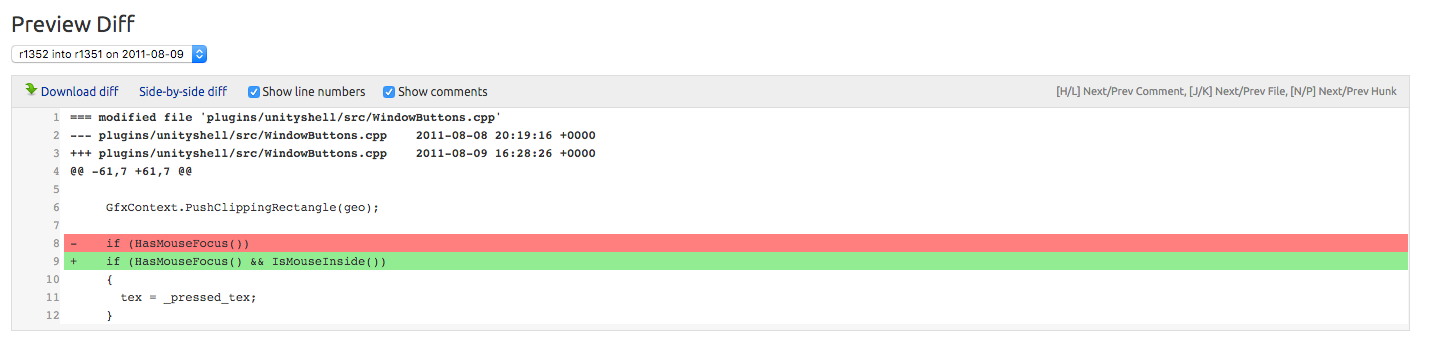 Preview Diff
r1352 into r1351 on 2011-08-09
Download diff Side-by-side diff Show line numbers Show comments [H/L] Next/Prev Comment, [J/K] Next/Prev File, [N/P] Next/Prev Hunk
1 === modified file 'plugins/unityshell/src/WindowButtons.cpp'
2 --- plugins/unityshell/src/WindowButtons.cpp 2011-08-08 20:19:16 +0000
3 +++ plugins/unityshell/src/WindowButtons.cpp 2011-08-09 16:28:26 +0000
4 @@ -61,7 +61,7 @@
5
6 GfxContext.PushClippingRectangle(geo);
7
8 - if (HasMouseFocus())
9 + if (HasMouseFocus() && IsMouseInside())
10 {
11 tex = _pressed_tex;
12 }